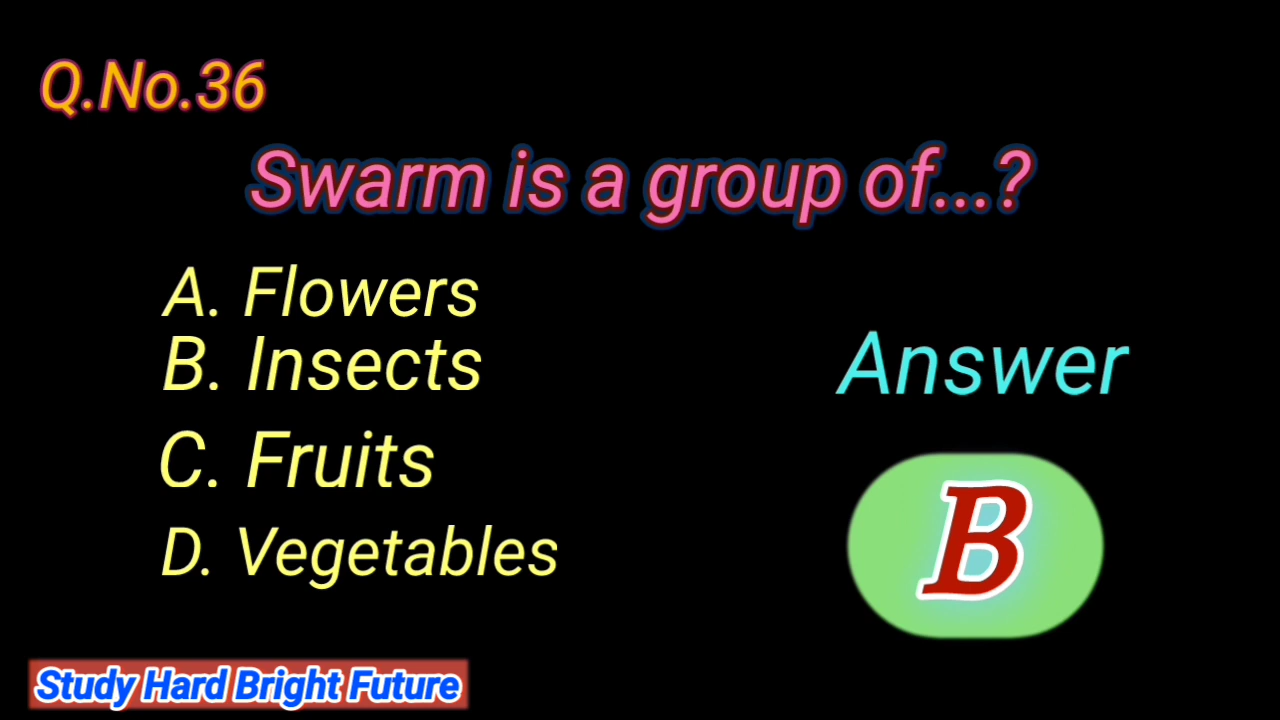 Q.No.36
Swarm is a group of...?
A. Flowers
B. Insects
C. Fruits
D. Vegetables
Answer
B
Study Hard Bright Future